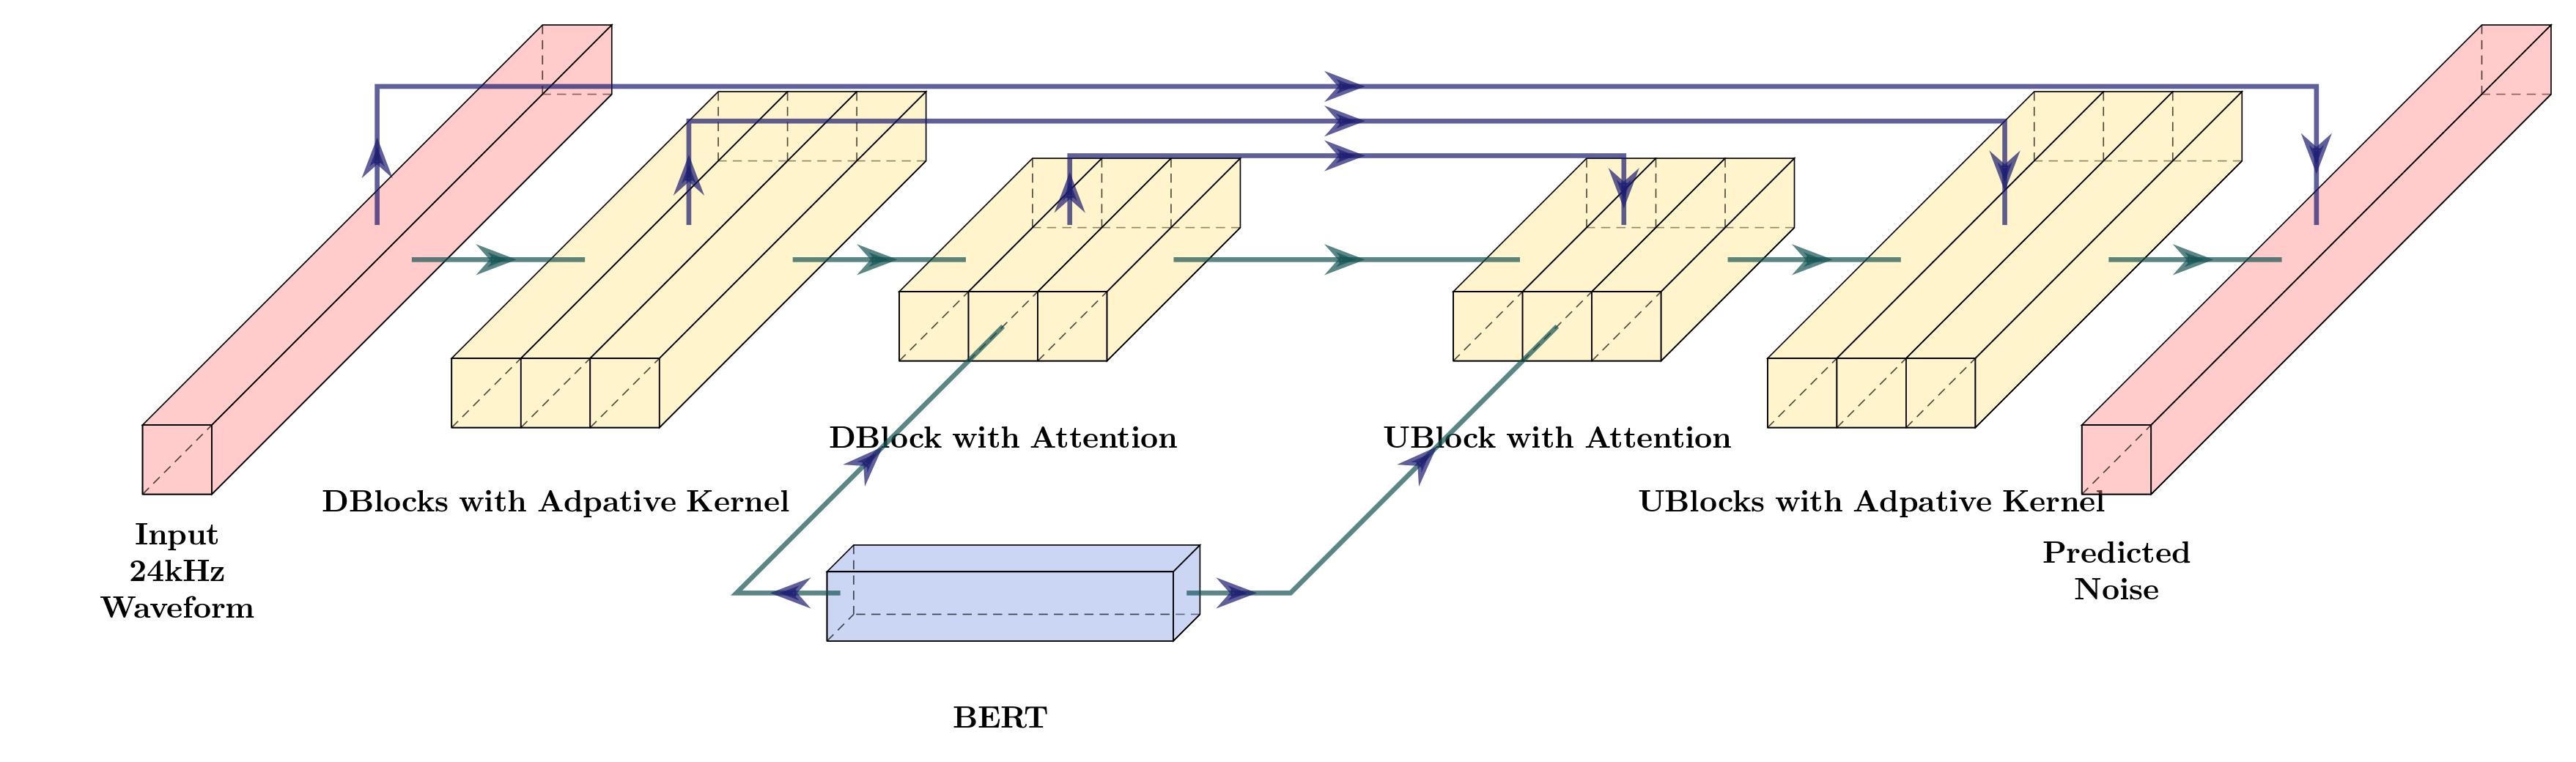 Input
24kHz
Waveform
DBlocks with Adpative Kernel
DBlock with Attention
BERT
UBlock with Attention
UBlocks with Adpative Kernel
Predicted
Noise